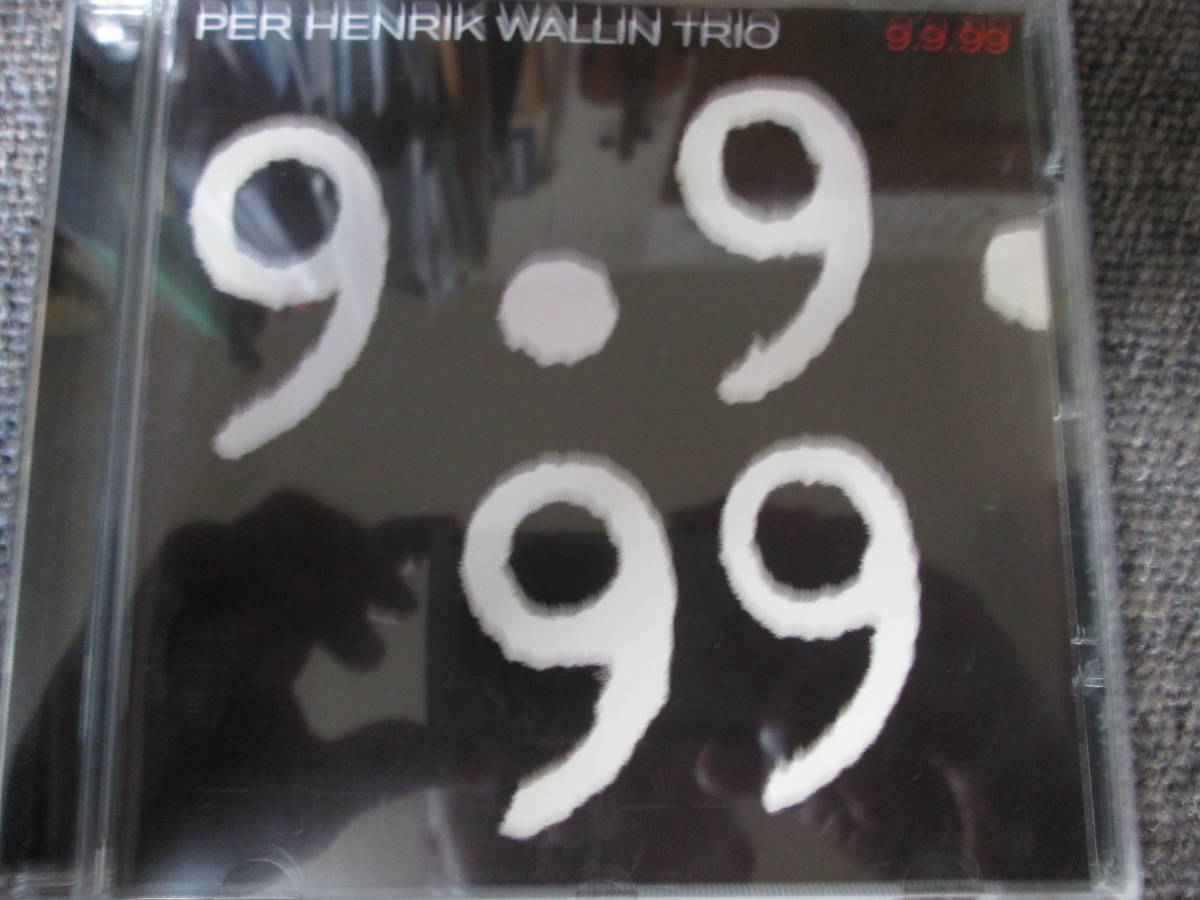 PER HENRIK WALLIN TRIO 9.9.99
9.9.
99